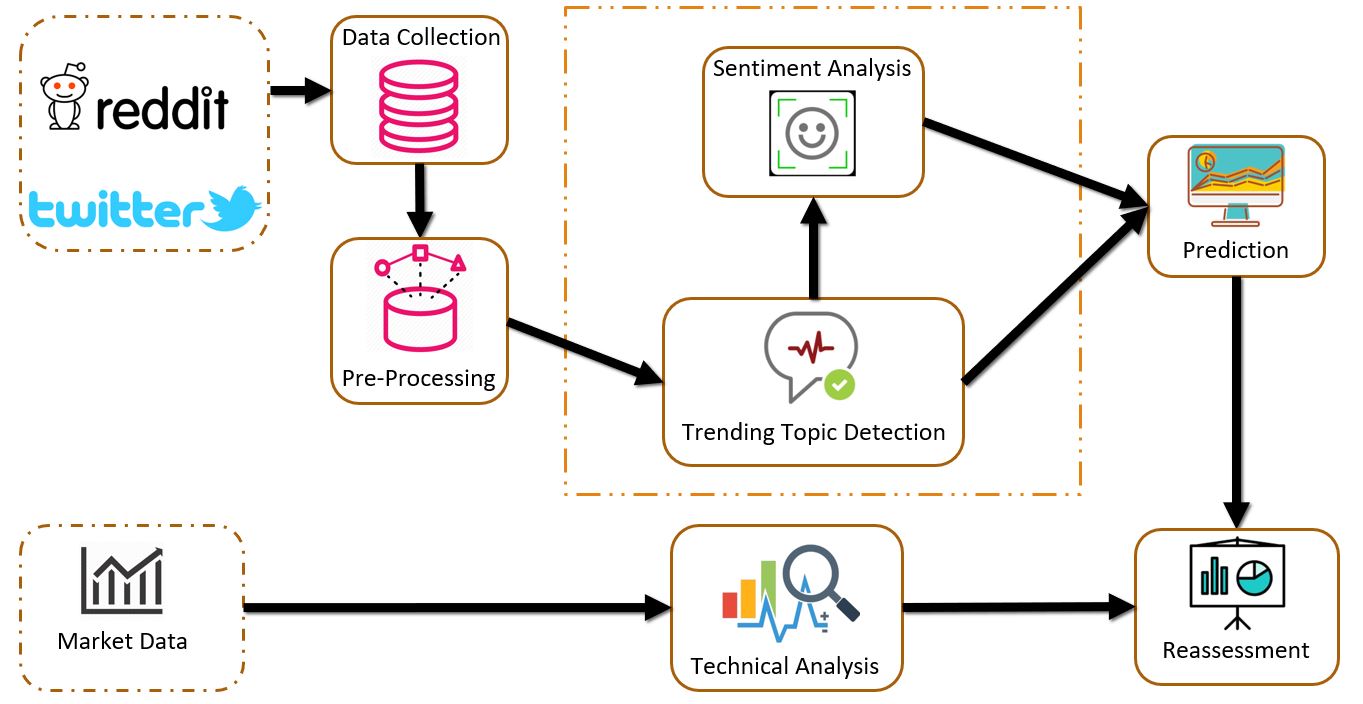 Data Collection
Sentiment Analysis
reddit
twitter
Prediction
Pre-Processing
Trending Topic Detection
Market Data
Technical Analysis
Reassessment